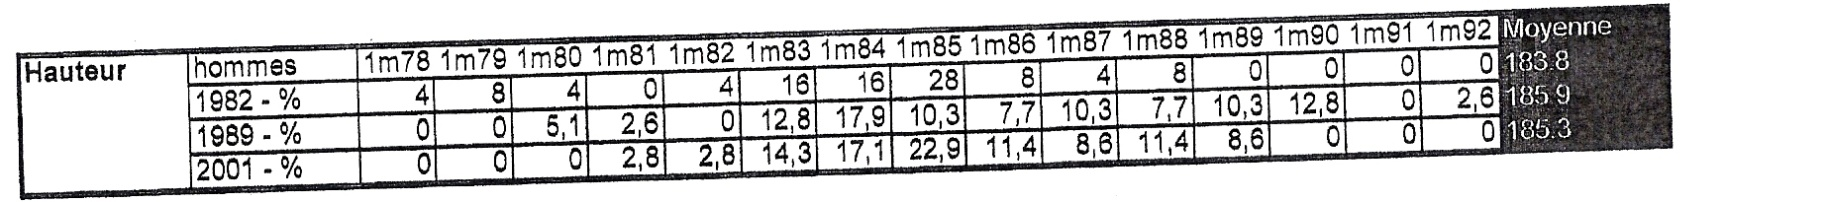 Hauteur hommes 1m78 1m79 1m80 1m81 1m82 1m83 1m84 1m85 1m86 1m87 1m88 1m89 1m90 1m91 1m92 Moyenne
1982 - % 4 8 4 0 4 16 16 28 8 4 8 0 0 0 0 183.8
1989 - % 0 0 5,1 2,6 0 12,8 17,9 10,3 7,7 10,3 7,7 10,3 12,8 0 2,6 185.9
2001 - % 0 0 0 2,8 2,8 14,3 17,1 22,9 11,4 8,6 11,4 8,6 0 0 0 185.3